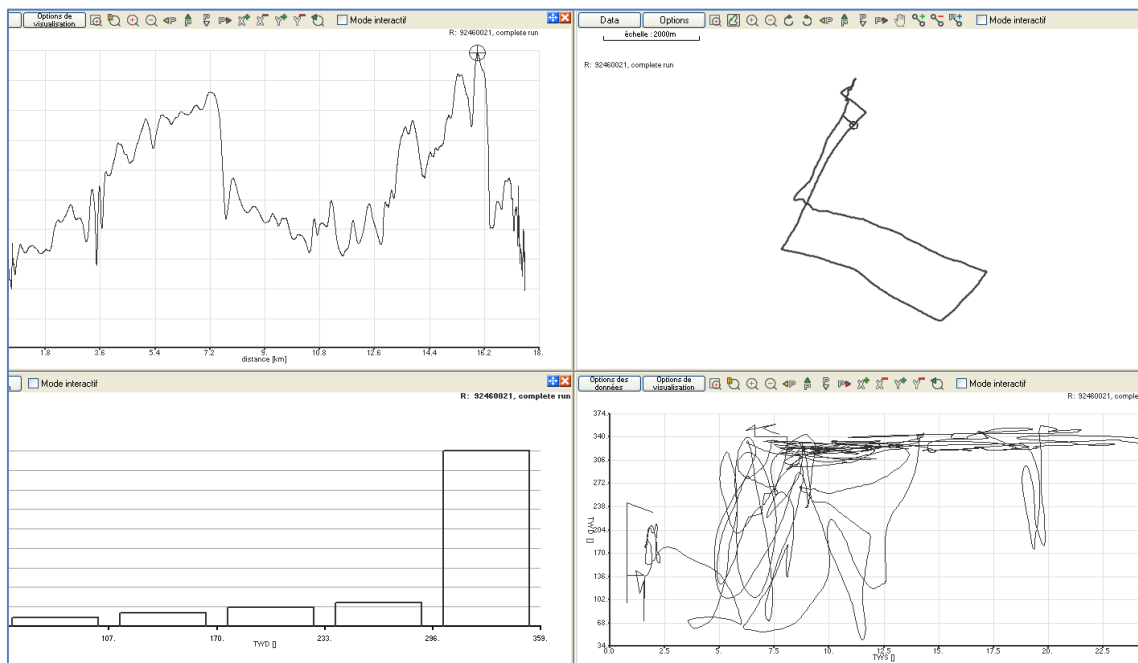 Options de visualisation
Mode interactif
R: 92460021, complete run
1.8 3.6 5.4 7.2 9. 10.8 12.6 14.4 16.2 18.
distance [km]
Data
Options
Mode interactif
échelle : 2000m
R: 92460021, complete run
Mode interactif
R: 92460021, complete run
107. 170. 233. 296. 359.
TWD []
Options des données
Options de visualisation
Mode interactif
R: 92460021, comple
374.
340.
306.
272.
238.
204.
170.
136.
102.
68.
34.
TWD []
0. 2.5 5. 7.5 10. 12.5 15. 17.5 20. 22.5
TWS []